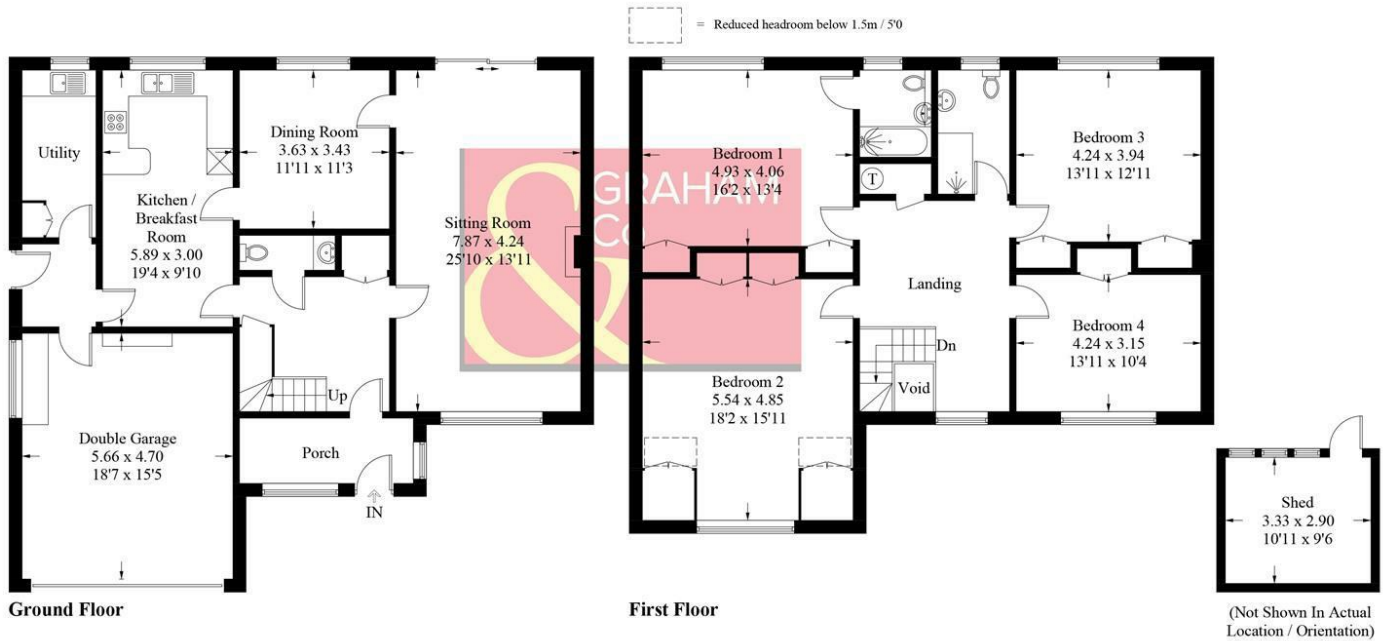 = Reduced headroom below 1.5m / 5'0
Utility
Kitchen /
Breakfast
Room
5.89 x 3.00
19'4 x 9'10
Dining Room
3.63 x 3.43
11'11 x 11'3
Sitting Room
7.87 x 4.24
25'10 x 13'11
GRAHAM
Co
&
Up
Double Garage
5.66 x 4.70
18'7 x 15'5
Porch
IN
Ground Floor
Bedroom 1
4.93 x 4.06
16'2 x 13'4
T
Bedroom 3
4.24 x 3.94
13'11 x 12'11
Landing
Dn
Void
Bedroom 2
5.54 x 4.85
18'2 x 15'11
Bedroom 4
4.24 x 3.15
13'11 x 10'4
First Floor
Shed
3.33 x 2.90
10'11 x 9'6
(Not Shown In Actual
Location / Orientation)